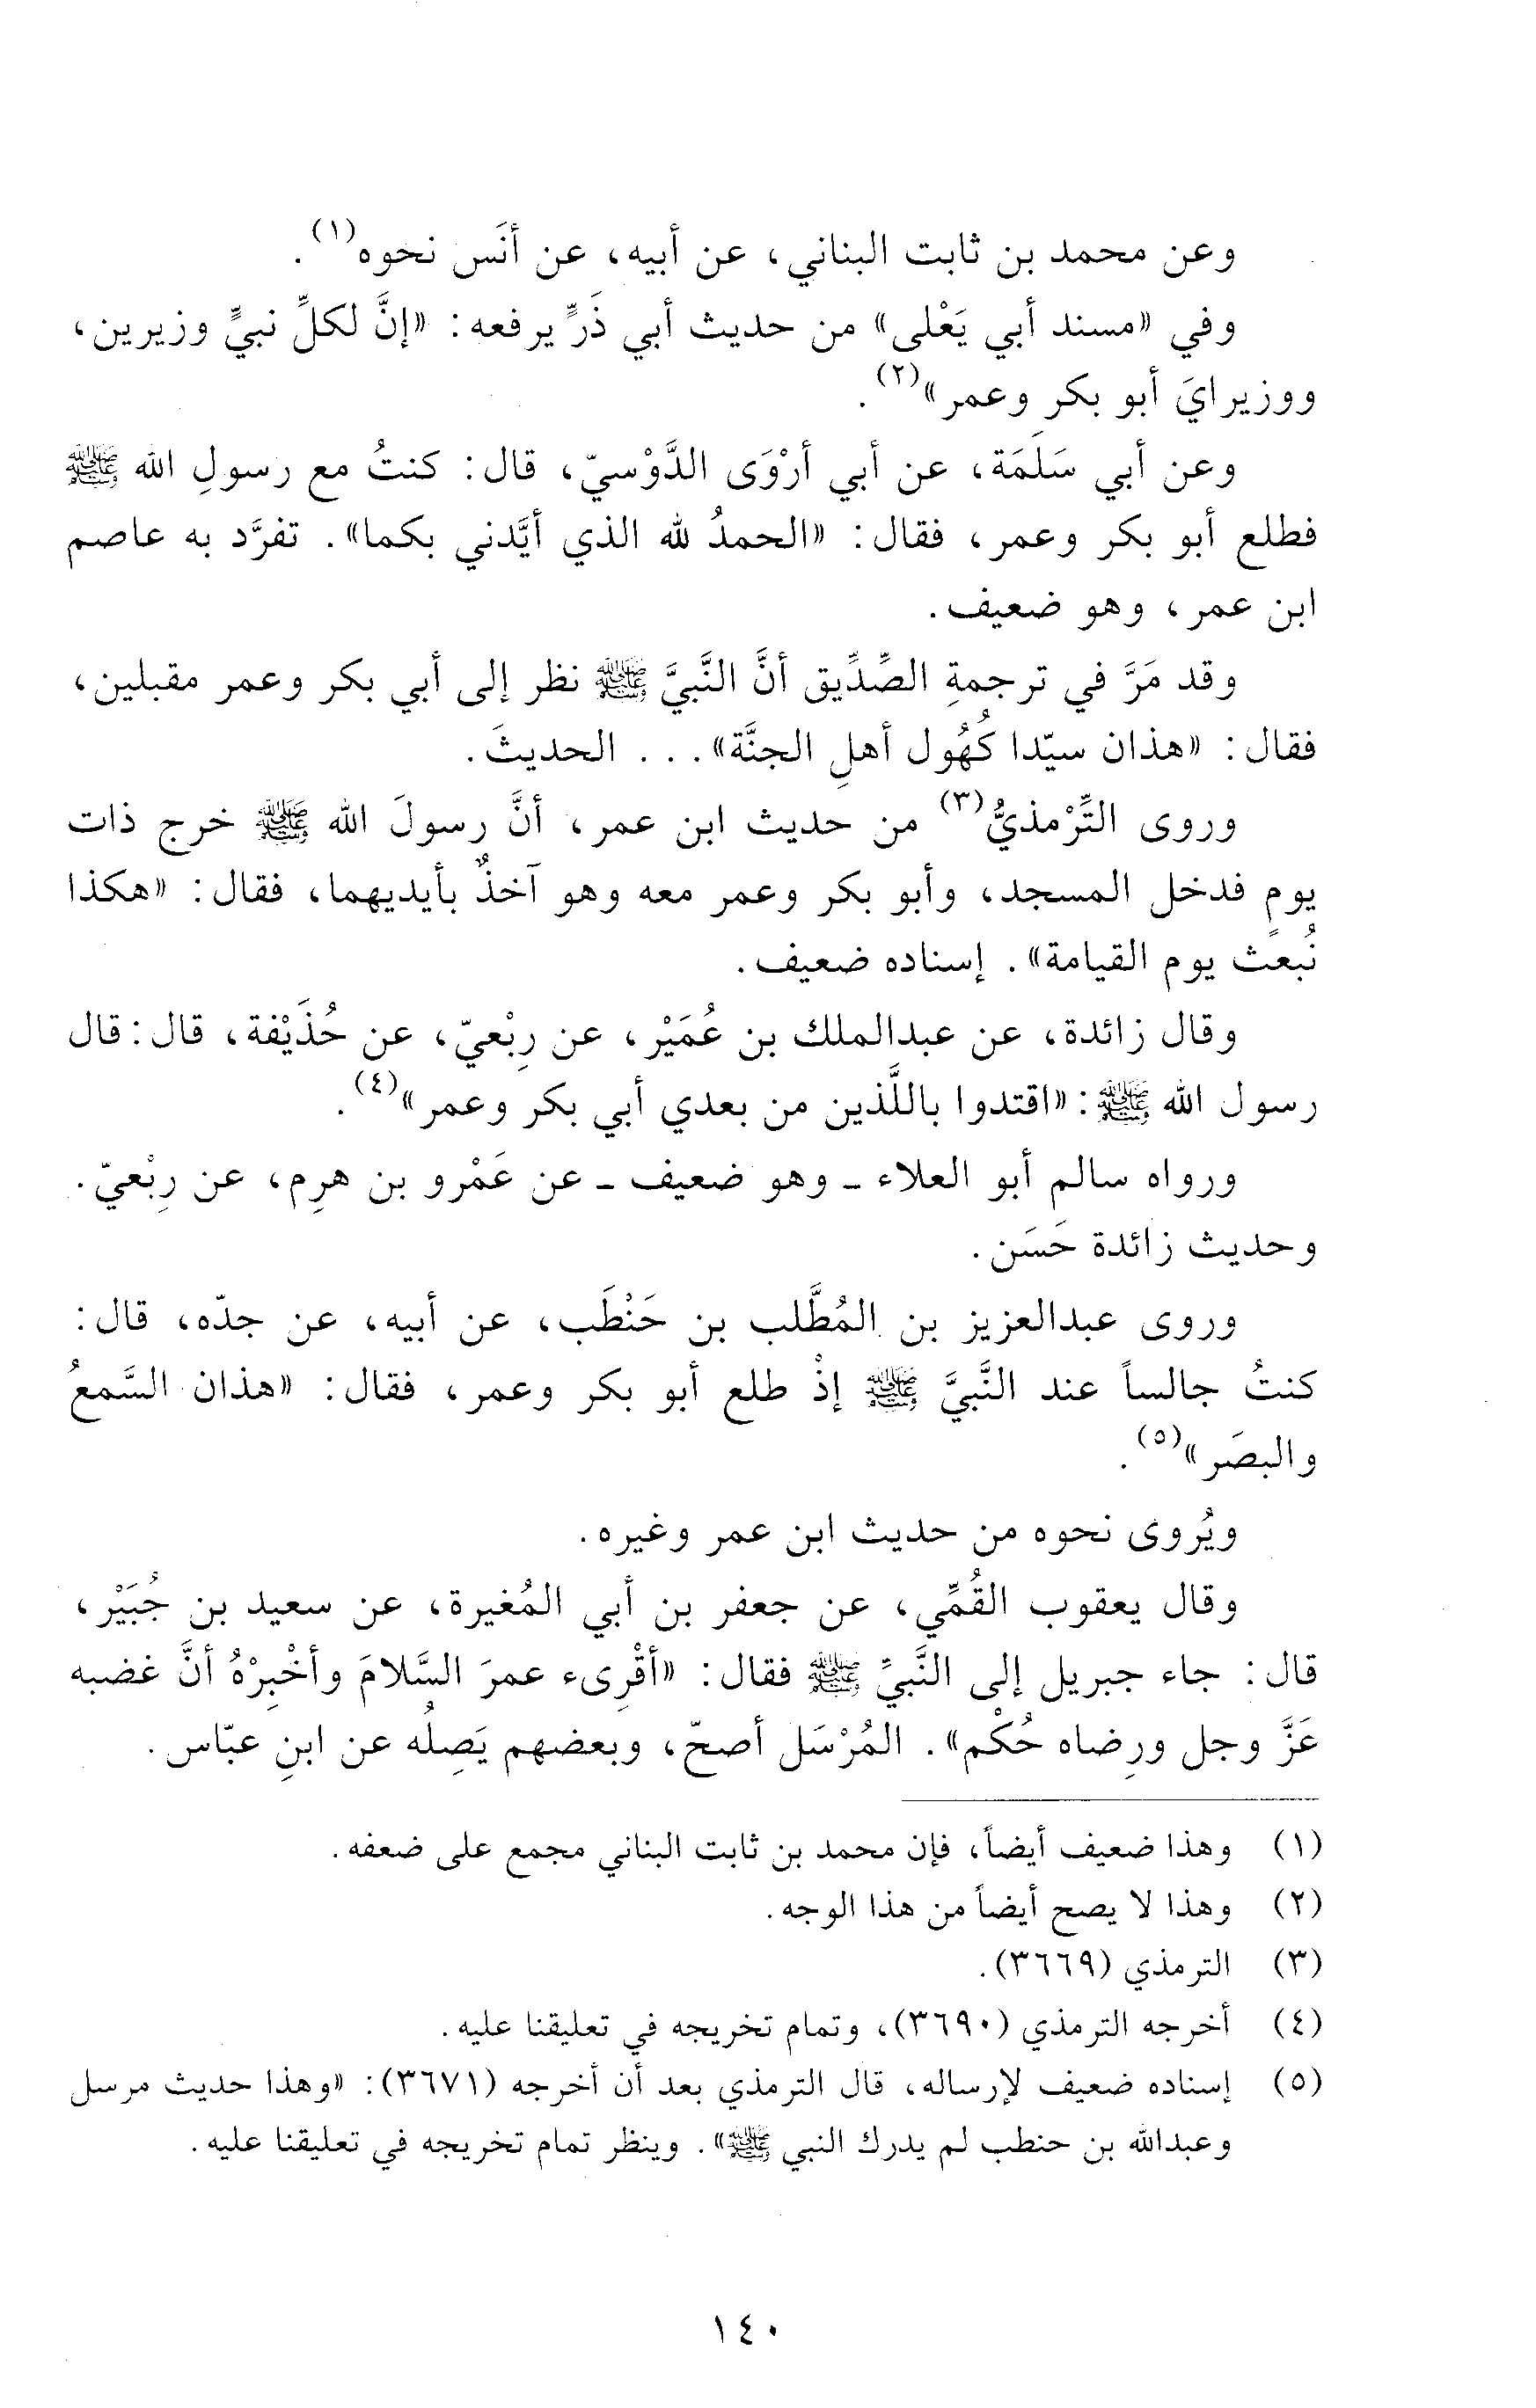 وعن محمد بن ثابت البناني، عن أبيه، عن أنَس نحوه(١).
وفي «مسند أبي يَعْلى» من حديث أبي ذَرٍّ يرفعه: «إنَّ لكلِّ نبيٍّ وزيرين،
ووزيرايَ أبو بكر وعمر»(٢).
وعن أبي سَلَمَة، عن أبي أرْوَى الدَّوْسيّ، قال: كنتُ مع رسولِ الله ﷺ
فطلع أبو بكر وعمر، فقال: «الحمدُ لله الذي أيَّدني بكما». تفرَّد به عاصم
ابن عمر، وهو ضعيف.
وقد مَرَّ في ترجمةِ الصِّدِّيق أنَّ النَّبيَّ ﷺ نظر إلى أبي بكر وعمر مقبلين،
فقال: «هذان سيّدا كُهُول أهلِ الجنَّة»... الحديثَ.
وروى التِّرْمذيُّ(٣) من حديث ابن عمر، أنَّ رسولَ الله ﷺ خرج ذات
يومٍ فدخل المسجد، وأبو بكر وعمر معه وهو آخذٌ بأيديهما، فقال: «هكذا
نُبعث يوم القيامة». إسناده ضعيف.
وقال زائدة، عن عبدالملك بن عُمَيْر، عن رِبْعيّ، عن حُذَيْفة، قال: قال
رسول الله ﷺ: «اقتدوا باللَّذين من بعدي أبي بكر وعمر»(٤).
ورواه سالم أبو العلاء ـ وهو ضعيف ـ عن عَمْرو بن هرِم، عن رِبْعيّ.
وحديث زائدة حَسَن.
وروى عبدالعزيز بن المُطَّلب بن حَنْطَب، عن أبيه، عن جدّه، قال:
كنتُ جالساً عند النَّبيَّ ﷺ إذْ طلع أبو بكر وعمر، فقال: «هذان السَّمعُ
والبصَر»(٥).
ويُروى نحوه من حديث ابن عمر وغيره.
وقال يعقوب القُمِّي، عن جعفر بن أبي المُغيرة، عن سعيد بن جُبَيْر،
قال: جاء جبريل إلى النَّبيِّ ﷺ فقال: «أقْرِىء عمرَ السَّلامَ وأخْبِرْهُ أنَّ غضبه
عَزَّ وجل ورِضاه حُكْم». المُرْسَل أصحّ، وبعضهم يَصِلُه عن ابنِ عبّاس.
(١) وهذا ضعيف أيضاً، فإن محمد بن ثابت البناني مجمع على ضعفه.
(٢) وهذا لا يصح أيضاً من هذا الوجه.
(٣) الترمذي (٣٦٦٩).
(٤) أخرجه الترمذي (٣٦٩٠)، وتمام تخريجه في تعليقنا عليه.
(٥) إسناده ضعيف لإرساله، قال الترمذي بعد أن أخرجه (٣٦٧١): «وهذا حديث مرسل
وعبدالله بن حنطب لم يدرك النبي ﷺ». وينظر تمام تخريجه في تعليقنا عليه.
١٤٠